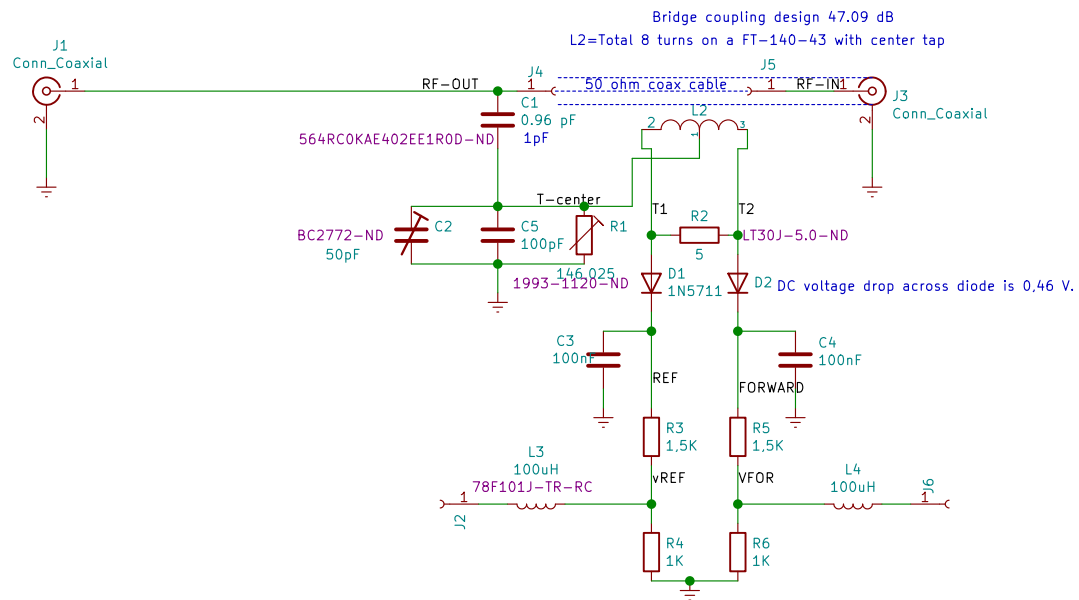 Bridge coupling design 47.09 dB
L2=Total 8 turns on a FT-140-43 with center tap
J1
Conn_Coaxial
1
2
RF-OUT
J4
1
50 ohm coax cable
J5
1
RF-IN
1
2
J3
Conn_Coaxial
C1
0.96 pF
1pF
564RC0KAE402EE1R0D-ND
L2
2
1
3
T-center
BC2772-ND
50pF
C2
C5
100pF
R1
146,025
1993-1120-ND
T1
T2
R2
5
LT30J-5.0-ND
D1
1N5711
D2
DC voltage drop across diode is 0,46 V.
C3
100nF
C4
100nF
REF
FORWARD
R3
1,5K
R5
1,5K
L3
100uH
78F101J-TR-RC
vREF
VFOR
L4
100uH
1
J2
1
J6
R4
1K
R6
1K